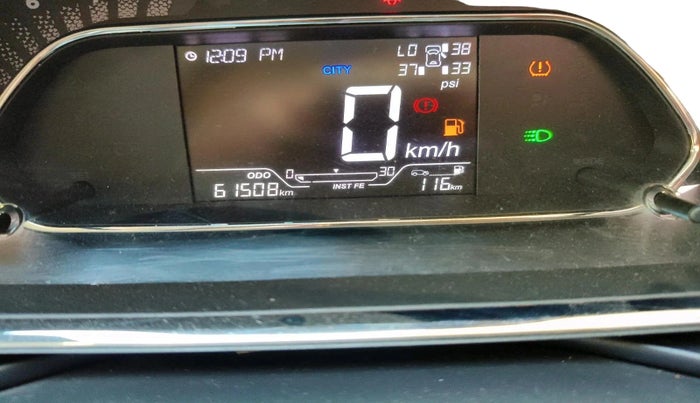 12:09 PM
LO 38
37 33
psi
CITY
0
km/h
ODO 0 30
61508km INST FE 116km